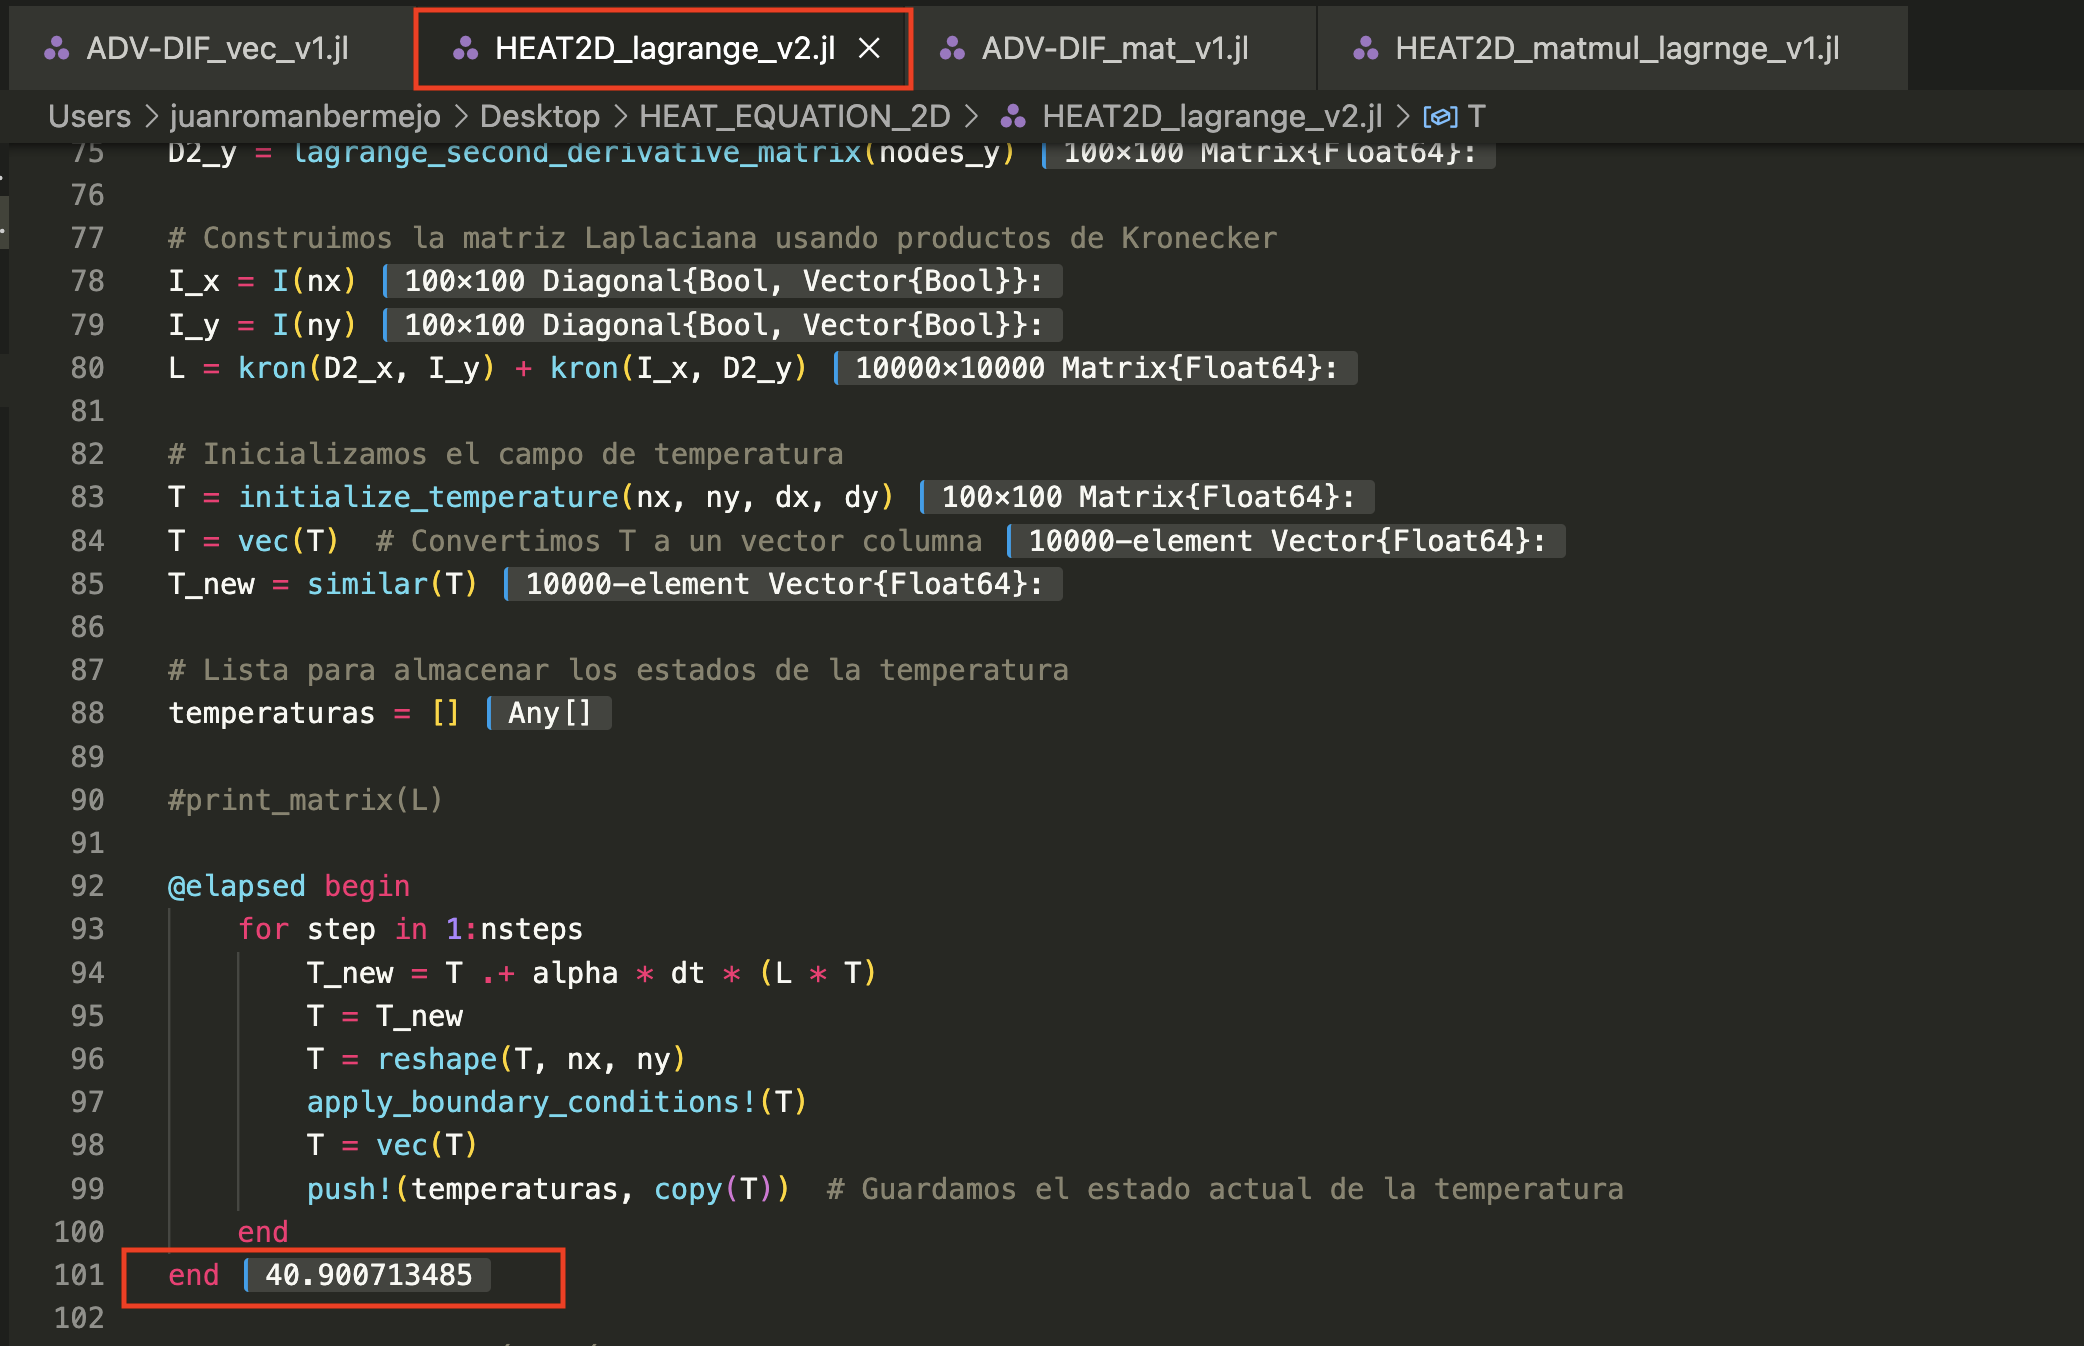 ADV-DIF_vec_v1.jl HEAT2D_lagrange_v2.jl ADV-DIF_mat_v1.jl HEAT2D_matmul_lagrnge_v1.jl
Users > juanromanbermejo > Desktop > HEAT_EQUATION_2D > HEAT2D_lagrange_v2.jl > T
75 D2_y = lagrange_second_derivative_matrix(nodes_y) 100×100 Matrix{Float64}:
76
77 # Construimos la matriz Laplaciana usando productos de Kronecker
78 I_x = I(nx) 100×100 Diagonal{Bool, Vector{Bool}}:
79 I_y = I(ny) 100×100 Diagonal{Bool, Vector{Bool}}:
80 L = kron(D2_x, I_y) + kron(I_x, D2_y) 10000×10000 Matrix{Float64}:
81
82 # Inicializamos el campo de temperatura
83 T = initialize_temperature(nx, ny, dx, dy) 100×100 Matrix{Float64}:
84 T = vec(T) # Convertimos T a un vector columna 10000-element Vector{Float64}:
85 T_new = similar(T) 10000-element Vector{Float64}:
86
87 # Lista para almacenar los estados de la temperatura
88 temperaturas = [] Any[]
89
90 #print_matrix(L)
91
92 @elapsed begin
93 for step in 1:nsteps
94 T_new = T .+ alpha * dt * (L * T)
95 T = T_new
96 T = reshape(T, nx, ny)
97 apply_boundary_conditions!(T)
98 T = vec(T)
99 push!(temperaturas, copy(T)) # Guardamos el estado actual de la temperatura
100 end
101 end 40.900713485
102